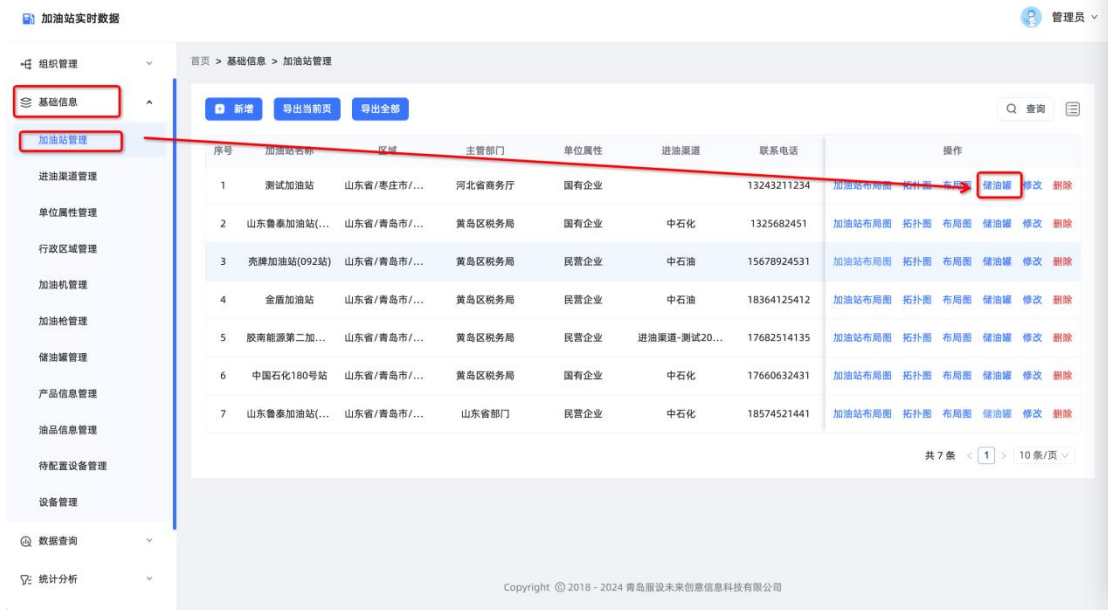 加油站实时数据
管理员
组织管理
基础信息
加油站管理
进油渠道管理
单位属性管理
行政区域管理
加油机管理
加油枪管理
储油罐管理
产品信息管理
油品信息管理
待配置设备管理
设备管理
数据查询
统计分析
首页 > 基础信息 > 加油站管理
新增 导出当前页 导出全部 查询
序号 加油站名称 区域 主管部门 单位属性 进油渠道 联系电话 操作
1 测试加油站 山东省/枣庄市/... 河北省商务厅 国有企业 13243211234 加油站布局图 拓扑图 布局图 储油罐 修改 删除
2 山东鲁泰加油站(... 山东省/青岛市/... 黄岛区税务局 国有企业 中石化 1325682451 加油站布局图 拓扑图 布局图 储油罐 修改 删除
3 壳牌加油站(092站) 山东省/青岛市/... 黄岛区税务局 民营企业 中石油 15678924531 加油站布局图 拓扑图 布局图 储油罐 修改 删除
4 金盾加油站 山东省/青岛市/... 黄岛区税务局 民营企业 中石油 18364125412 加油站布局图 拓扑图 布局图 储油罐 修改 删除
5 胶南能源第二加... 山东省/青岛市/... 黄岛区税务局 民营企业 进油渠道-测试20... 17682514135 加油站布局图 拓扑图 布局图 储油罐 修改 删除
6 中国石化180号站 山东省/青岛市/... 黄岛区税务局 国有企业 中石化 17660632431 加油站布局图 拓扑图 布局图 储油罐 修改 删除
7 山东鲁泰加油站(... 山东省/青岛市/... 山东省部门 民营企业 中石化 18574521441 加油站布局图 拓扑图 布局图 储油罐 修改 删除
共 7 条 < 1 > 10 条/页
Copyright © 2018 - 2024 青岛服设未来创意信息科技有限公司